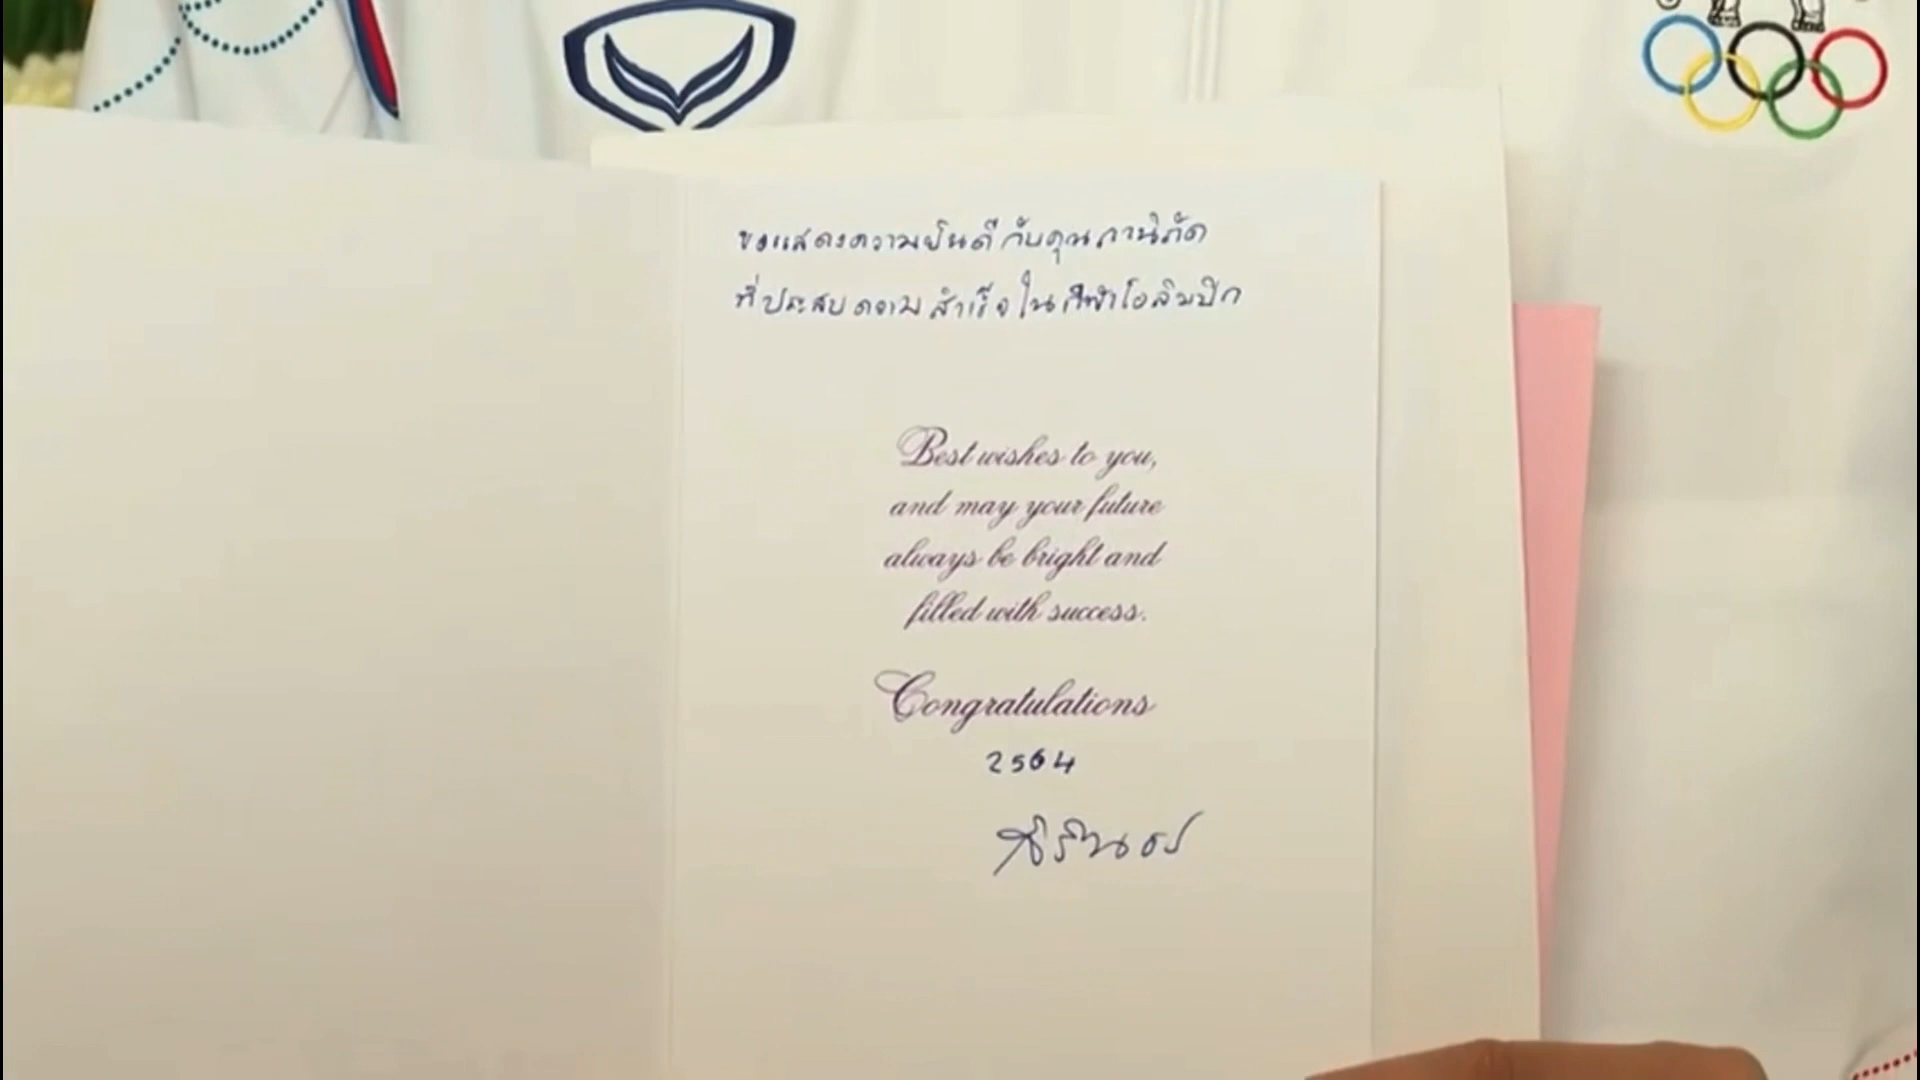 ขอแสดงความยินดีกับคุณพาณิภัค
ที่ประสบความสำเร็จในกีฬาโอลิมปิก
Best wishes to you,
and may your future
always be bright and
filled with success.
Congratulations
2564
สิรินธร